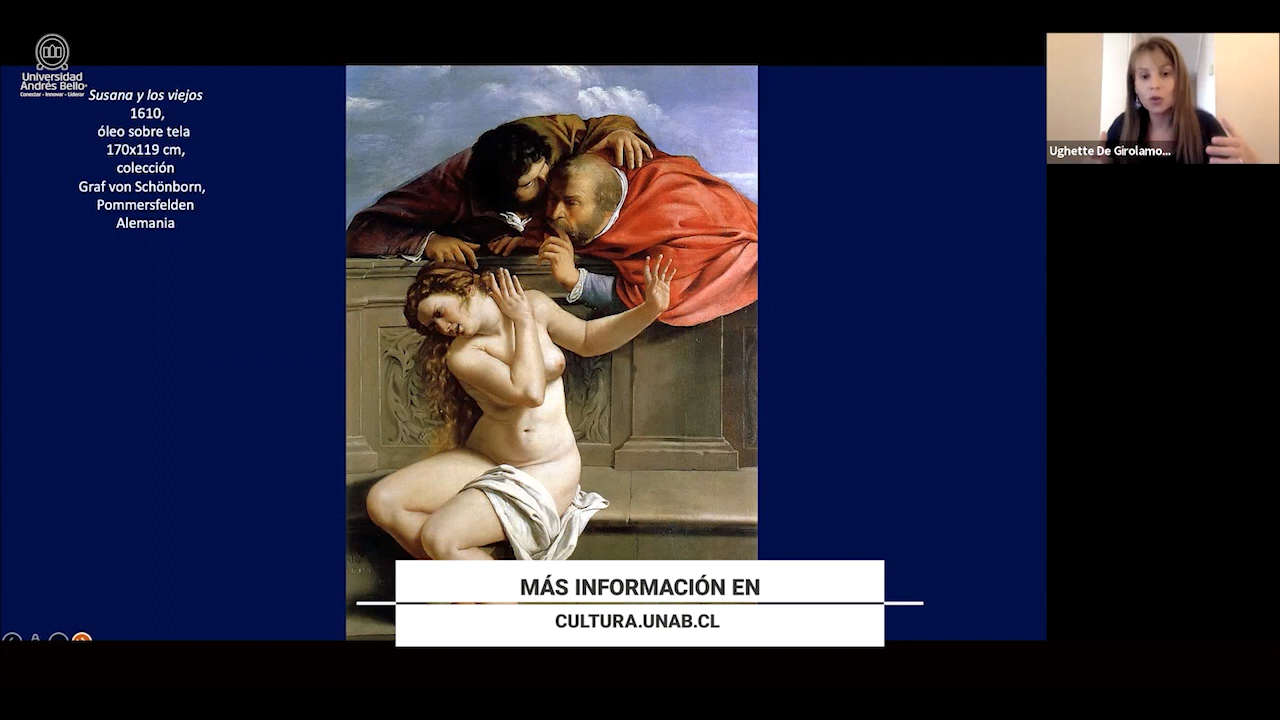 Universidad
Andrés Bello
Conectar • Innovar • Liderar
Susana y los viejos
1610,
óleo sobre tela
170x119 cm,
colección
Graf von Schönborn,
Pommersfelden
Alemania
Ughette De Girolamo...
MÁS INFORMACIÓN EN
CULTURA.UNAB.CL